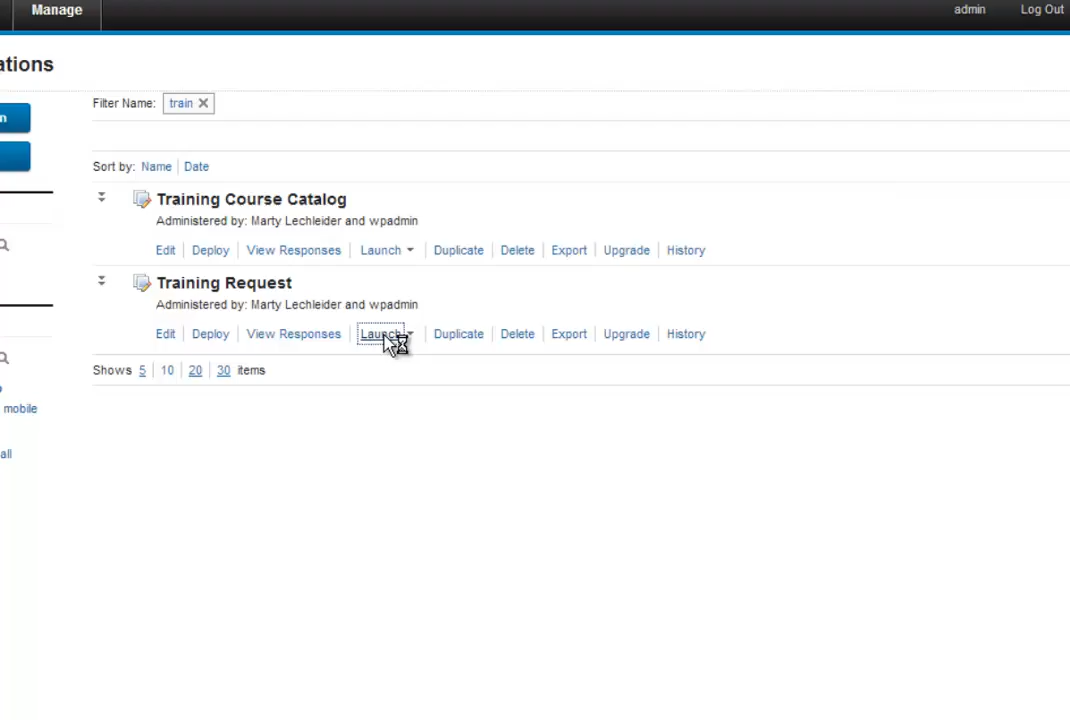 Manage
admin
Log Out
ations
n
Filter Name: train
Sort by: Name Date
Training Course Catalog
Administered by: Marty Lechleider and wpadmin
Edit Deploy View Responses Launch Duplicate Delete Export Upgrade History
Training Request
Administered by: Marty Lechleider and wpadmin
Edit Deploy View Responses Launch Duplicate Delete Export Upgrade History
Shows 5 10 20 30 items
mobile
all